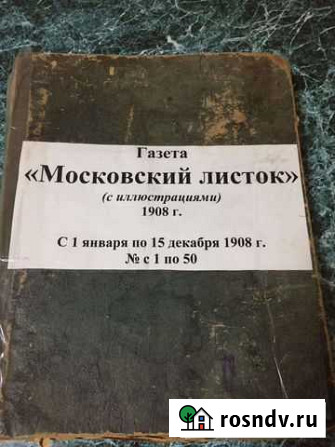 Газета
«Московский листок»
(с иллюстрациями)
1908 г.
С 1 января по 15 декабря 1908 г.
№ с 1 по 50
rosndv.ru